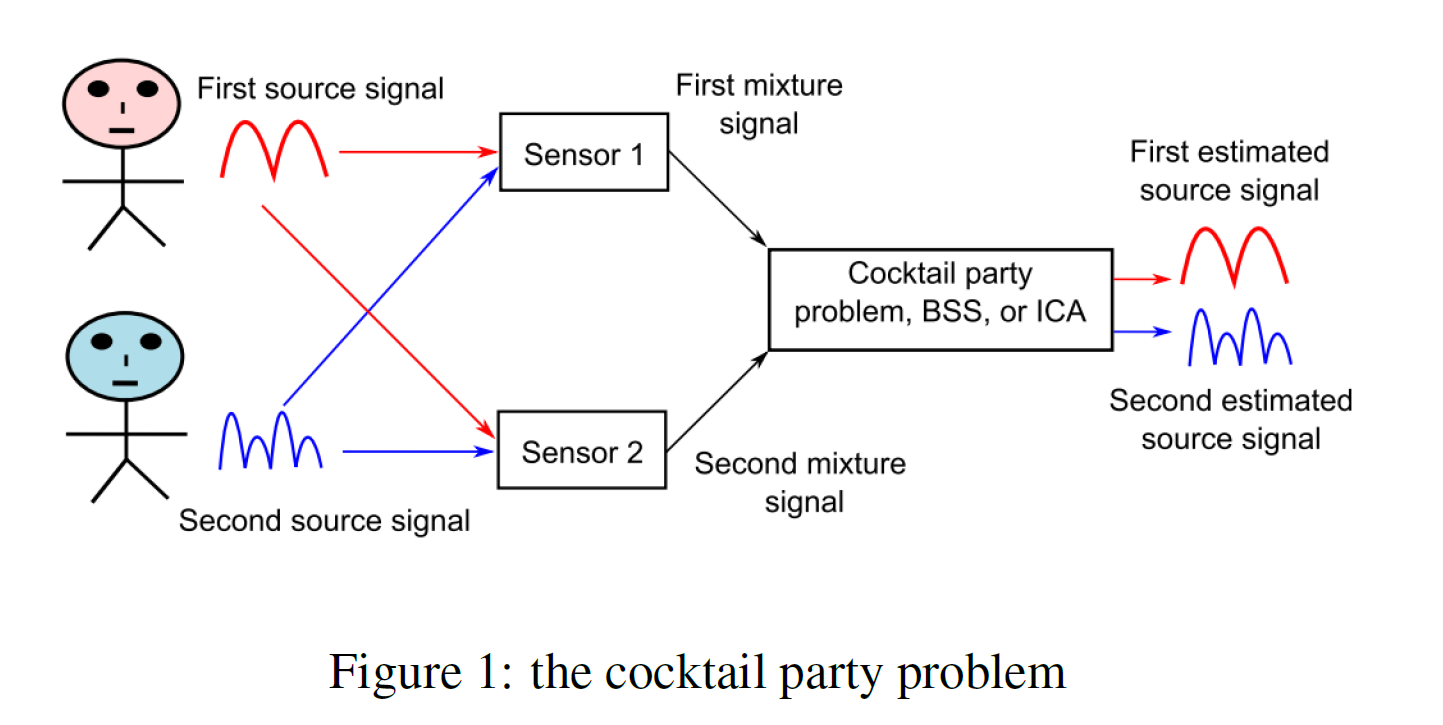 First source signal
Sensor 1
First mixture
signal
First estimated
source signal
Cocktail party
problem, BSS, or ICA
Second estimated
source signal
Sensor 2
Second mixture
signal
Second source signal
Figure 1: the cocktail party problem